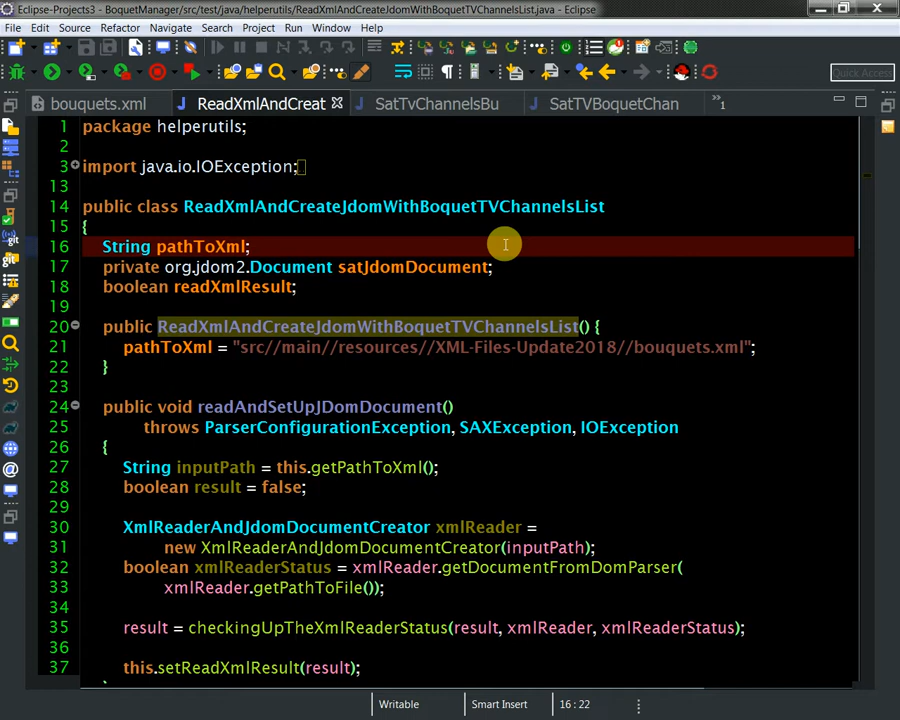 Eclipse-Projects3 - BoquetManager/src/test/java/helperutils/ReadXmlAndCreateJdomWithBoquetTVChannelsList.java - Eclipse
File Edit Source Refactor Navigate Search Project Run Window Help
Quick Access
bouquets.xml ReadXmlAndCreat SatTvChannelsBu SatTVBoquetChan »1
1 package helperutils;
2
3 import java.io.IOException;
13
14 public class ReadXmlAndCreateJdomWithBoquetTVChannelsList
15 {
16 String pathToXml;
17 private org.jdom2.Document satJdomDocument;
18 boolean readXmlResult;
19
20 public ReadXmlAndCreateJdomWithBoquetTVChannelsList() {
21 pathToXml = "src//main//resources//XML-Files-Update2018//bouquets.xml";
22 }
23
24 public void readAndSetUpJDomDocument()
25 throws ParserConfigurationException, SAXException, IOException
26 {
27 String inputPath = this.getPathToXml();
28 boolean result = false;
29
30 XmlReaderAndJdomDocumentCreator xmlReader =
31 new XmlReaderAndJdomDocumentCreator(inputPath);
32 boolean xmlReaderStatus = xmlReader.getDocumentFromDomParser(
33 xmlReader.getPathToFile());
34
35 result = checkingUpTheXmlReaderStatus(result, xmlReader, xmlReaderStatus);
36
37 this.setReadXmlResult(result);
Writable Smart Insert 16 : 22